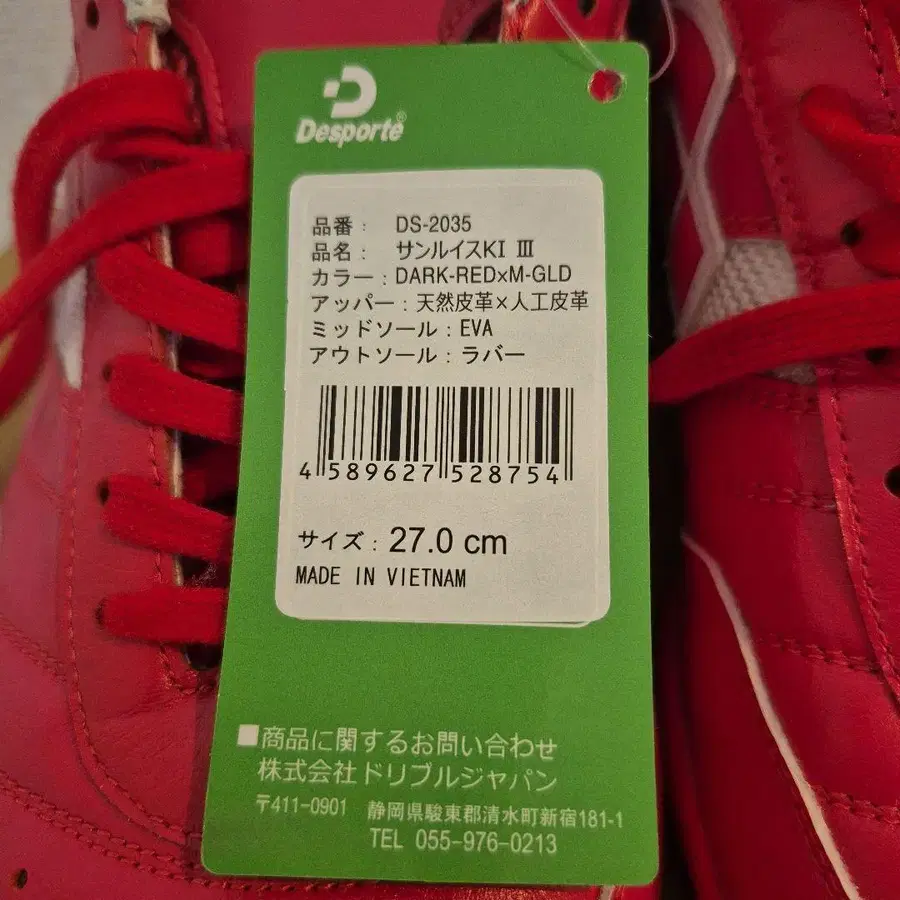 Desporte®
品番： DS-2035
品名： サンルイスKI Ⅲ
カラー：DARK-RED×M-GLD
アッパー：天然皮革×人工皮革
ミッドソール：EVA
アウトソール：ラバー
4 589627 528754
サイズ：27.0 cm
MADE IN VIETNAM
■商品に関するお問い合わせ
株式会社ドリブルジャパン
〒411-0901 静岡県駿東郡清水町新宿181-1
TEL 055-976-0213